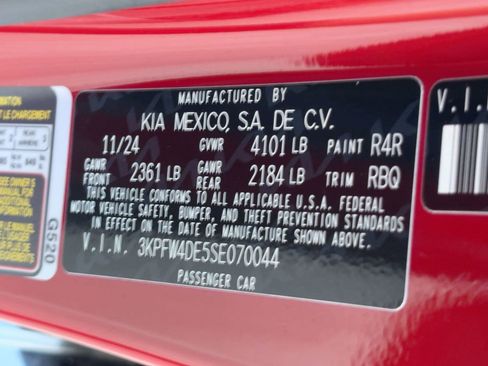 MANUFACTURED BY
KIA MEXICO, S.A. DE C.V.
11/24 GVWR 4101 LB PAINT R4R
GAWR FRONT 2361 LB GAWR REAR 2184 LB TRIM RBQ
THIS VEHICLE CONFORMS TO ALL APPLICABLE U.S.A. FEDERAL
MOTOR VEHICLE SAFETY, BUMPER, AND THEFT PREVENTION STANDARDS
IN EFFECT ON THE DATE OF MANUFACTURE SHOWN ABOVE.
V.I.N. 3KPFW4DE5SE070044
PASSENGER CAR
G520
V.I.